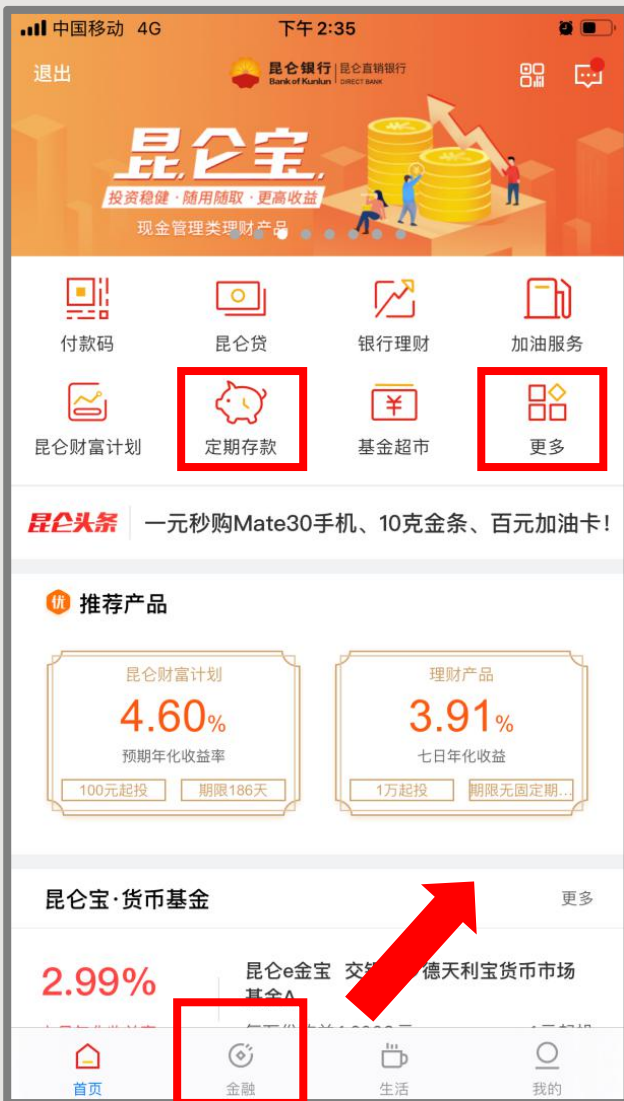 中国移动 4G 下午2:35
退出 昆仑银行 昆仑直销银行
Bank of Kunlun DIRECT BANK
昆仑宝
投资稳健·随用随取·更高收益
现金管理类理财产品
付款码 昆仑贷 银行理财 加油服务
昆仑财富计划 定期存款 基金超市 更多
昆仑头条 一元秒购Mate30手机、10克金条、百元加油卡!
优 推荐产品
昆仑财富计划 理财产品
4.60% 3.91%
预期年化收益率 七日年化收益
100元起投 期限186天 1万起投 期限无固定期...
昆仑宝·货币基金 更多
2.99% 昆仑e金宝 交 德天利宝货币市场
基金A
首页 金融 生活 我的